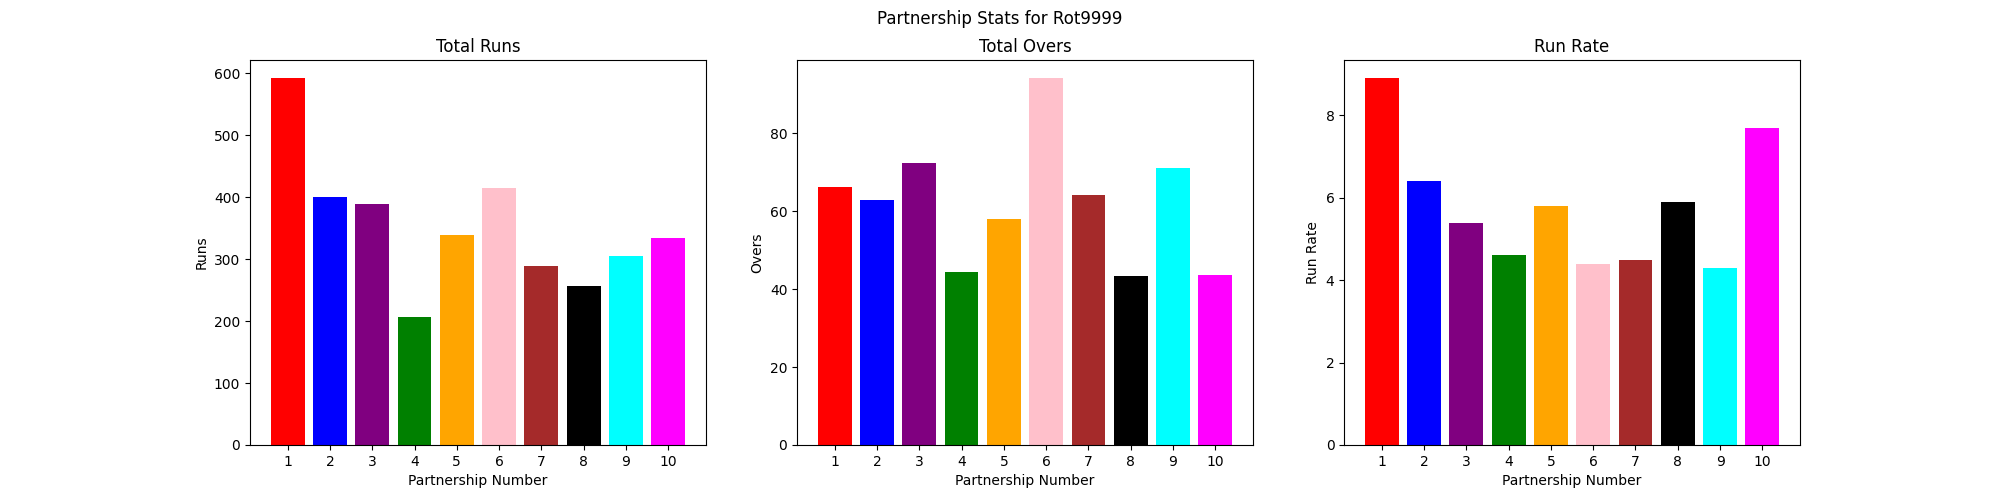 Partnership Stats for Rot9999
Total Runs
600
500
400
300
200
100
0
Runs
1 2 3 4 5 6 7 8 9 10
Partnership Number
Total Overs
80
60
40
20
0
Overs
1 2 3 4 5 6 7 8 9 10
Partnership Number
Run Rate
8
6
4
2
0
Run Rate
1 2 3 4 5 6 7 8 9 10
Partnership Number